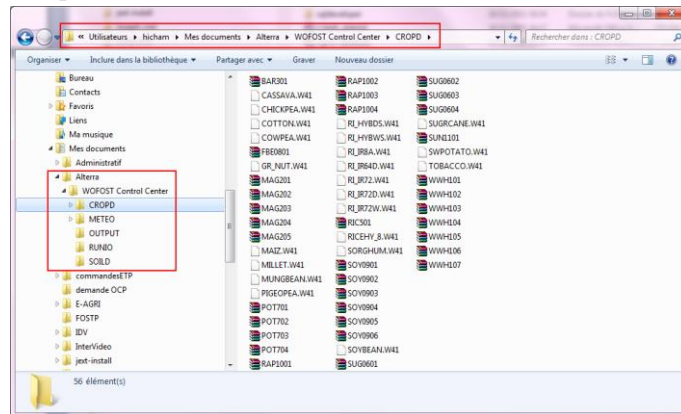 « Utilisateurs ▸ hicham ▸ Mes documents ▸ Alterra ▸ WOFOST Control Center ▸ CROPD ▸
Rechercher dans : CROPD
Organiser ▾ Inclure dans la bibliothèque ▾ Partager avec ▾ Graver Nouveau dossier
Bureau
Contacts
Favoris
Liens
Ma musique
Mes documents
Administratif
Alterra
WOFOST Control Center
CROPD
METEO
OUTPUT
RUNIO
SOILD
commandesETP
demande OCP
E-AGRI
FOSTP
IDV
InterVideo
jext-install
BAR301
CASSAVA.W41
CHICKPEA.W41
COTTON.W41
COWPEA.W41
FBE0801
GR_NUT.W41
MAG201
MAG202
MAG203
MAG204
MAG205
MAIZ.W41
MILLET.W41
MUNGBEAN.W41
PIGEOPEA.W41
POT701
POT702
POT703
POT704
RAP1001
RAP1002
RAP1003
RAP1004
RI_HYBDS.W41
RI_HYBWS.W41
RI_IR8A.W41
RI_IR64D.W41
RI_IR72.W41
RI_IR72D.W41
RI_IR72W.W41
RIC501
RICEHY_8.W41
SORGHUM.W41
SOY0901
SOY0902
SOY0903
SOY0904
SOY0905
SOY0906
SOYBEAN.W41
SUG0601
SUG0602
SUG0603
SUG0604
SUGRCANE.W41
SUN1101
SWPOTATO.W41
TOBACCO.W41
WWH101
WWH102
WWH103
WWH104
WWH105
WWH106
WWH107
56 élément(s)